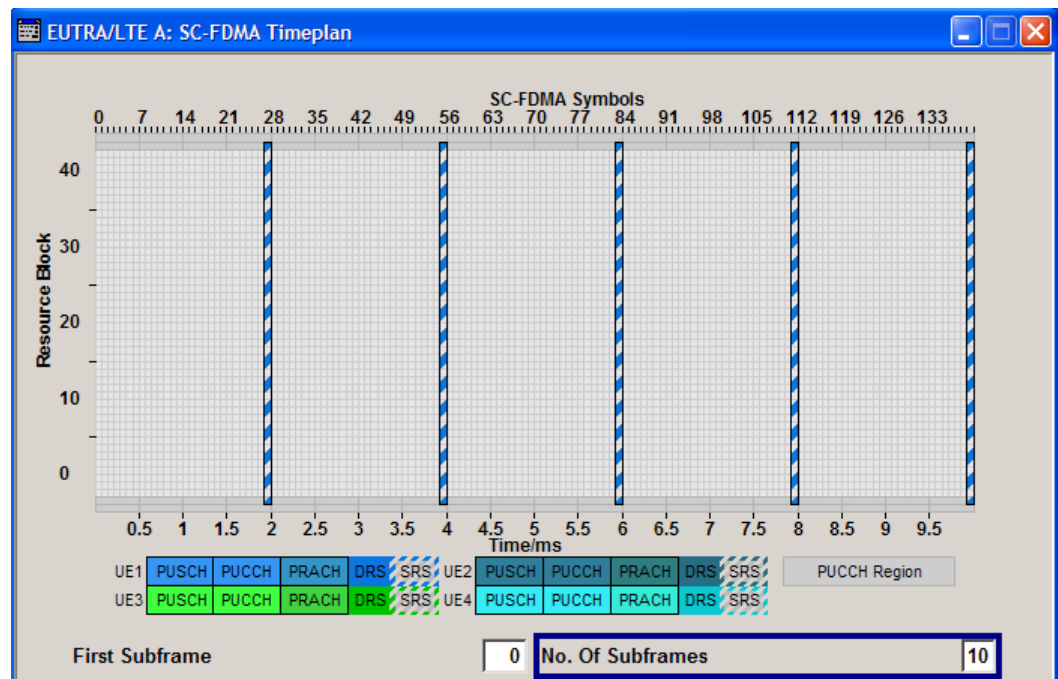 EUTRA/LTE A: SC-FDMA Timeplan
SC-FDMA Symbols
0 7 14 21 28 35 42 49 56 63 70 77 84 91 98 105 112 119 126 133
40
30
20
10
0
Resource Block
0.5 1 1.5 2 2.5 3 3.5 4 4.5 5 5.5 6 6.5 7 7.5 8 8.5 9 9.5
Time/ms
UE1 PUSCH PUCCH PRACH DRS SRS UE2 PUSCH PUCCH PRACH DRS SRS PUCCH Region
UE3 PUSCH PUCCH PRACH DRS SRS UE4 PUSCH PUCCH PRACH DRS SRS
First Subframe 0 No. Of Subframes 10